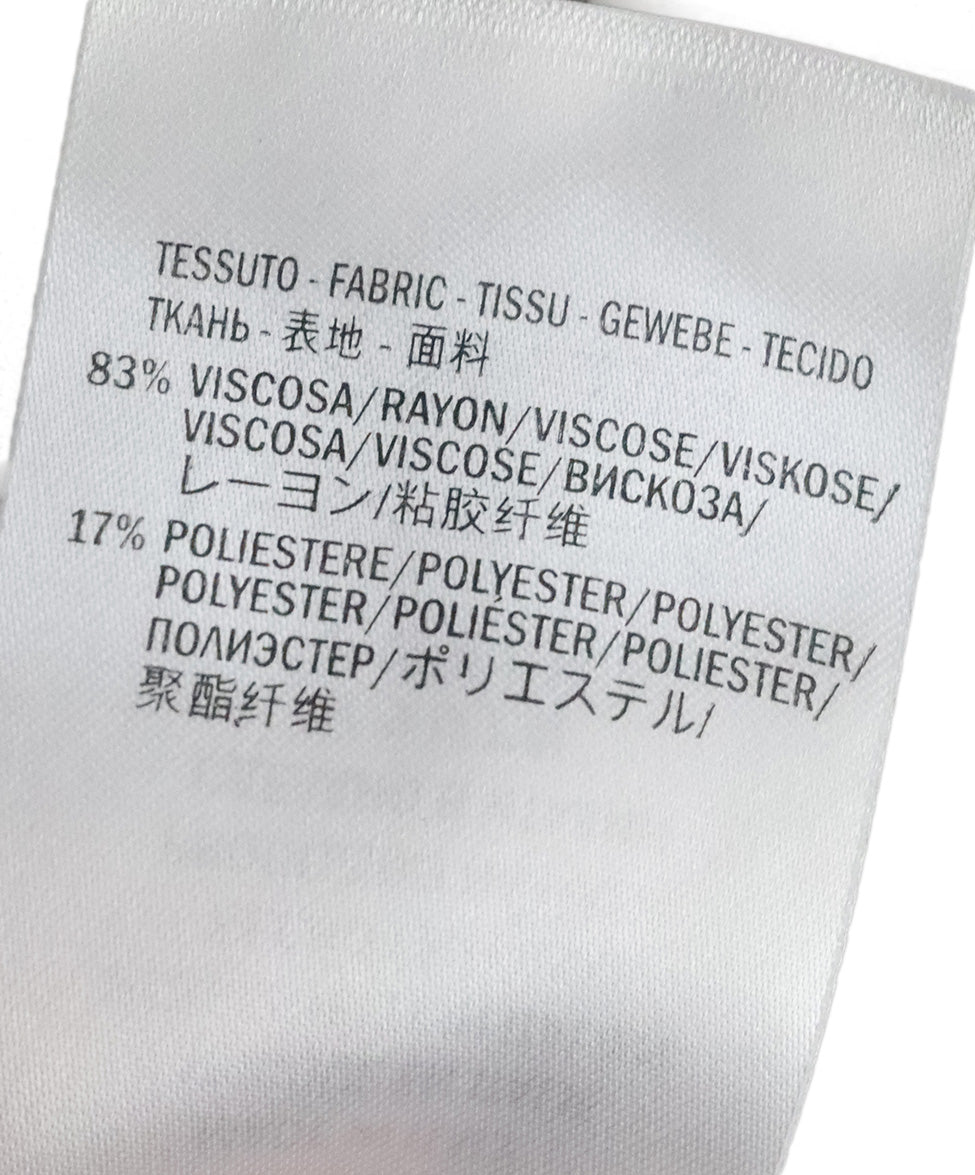 TESSUTO - FABRIC - TISSU - GEWEBE - TECIDO
ТКАНЬ - 表地 - 面料
83% VISCOSA/RAYON/VISCOSE/VISKOSE/
VISCOSA/VISCOSE/ВИСКОЗА/
レーヨン/粘胶纤维
17% POLIESTERE/POLYESTER/POLYESTER/
POLYESTER/POLIÉSTER/POLIESTER/
ПОЛИЭСТЕР/ポリエステル/
聚酯纤维